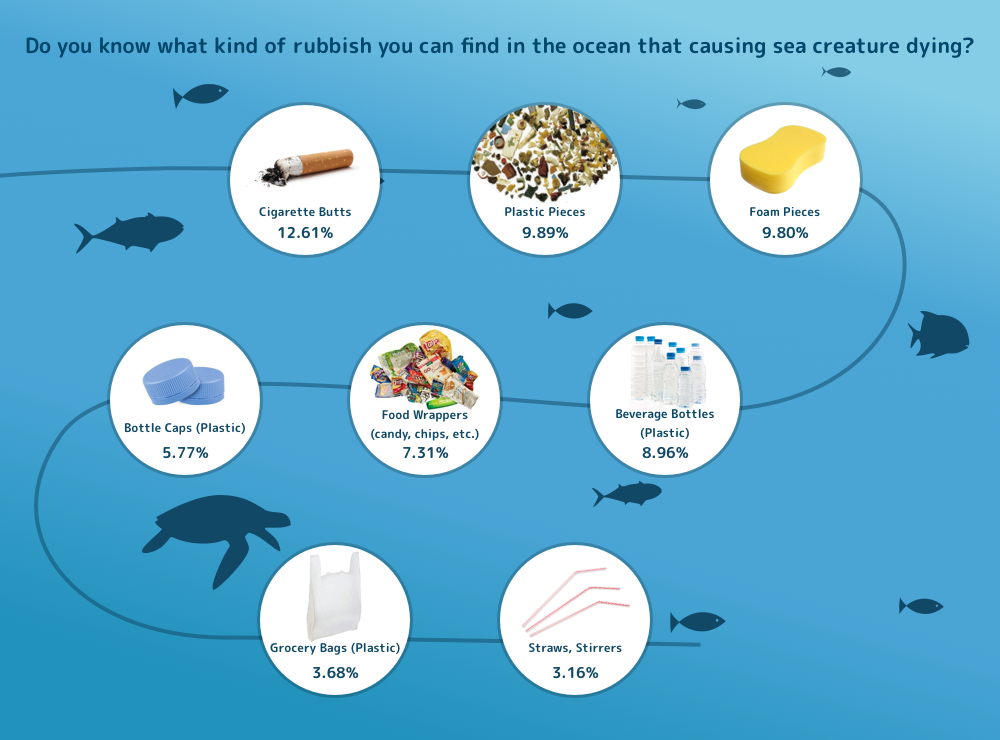 Do you know what kind of rubbish you can find in the ocean that causing sea creature dying?
Cigarette Butts
12.61%
Plastic Pieces
9.89%
Foam Pieces
9.80%
Bottle Caps (Plastic)
5.77%
Food Wrappers
(candy, chips, etc.)
7.31%
Beverage Bottles
(Plastic)
8.96%
Grocery Bags (Plastic)
3.68%
Straws, Stirrers
3.16%